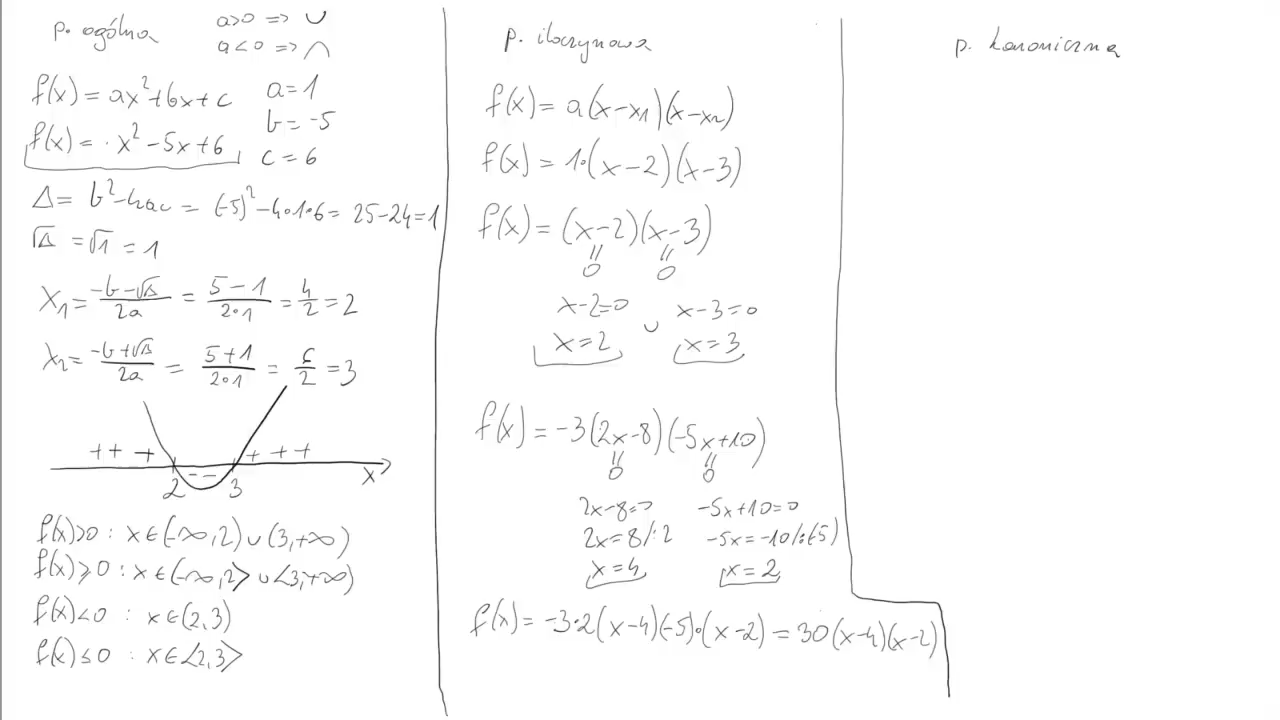 p. ogólna
a>0 => ∪
a<0 => ∩
f(x) = ax²+bx+c
a=1
f(x) = x² - 5x+6
b=-5
c=6
Δ= b²-4ac = (-5)² - 4·1·6 = 25-24=1
√Δ = √1 = 1
x₁= (-b-√Δ)/2a = (5-1)/(2·1) = 4/2 = 2
x₂= (-b+√Δ)/2a = (5+1)/(2·1) = 6/2 = 3
+ + + - - + + +
2 3 x
f(x)>0 : x∈(-∞,2) ∪ (3,+∞)
f(x)⩾0 : x∈(-∞,2> ∪ <3,+∞)
f(x)<0 : x∈(2,3)
f(x)≤0 : x∈<2,3>
p. iloczynowa
f(x) = a(x-x₁)(x-x₂)
f(x) = 1·(x-2)(x-3)
f(x) = (x-2)(x-3)
= =
0 0
x-2=0 ∪ x-3=0
x=2 x=3
f(x) = -3(2x-8)(-5x+10)
= =
0 0
2x-8=0 -5x+10=0
2x=8/:2 -5x=-10/:(-5)
x=4 x=2
f(x) = -3·2(x-4)(-5)·(x-2) = 30(x-4)(x-2)
p. kanoniczna